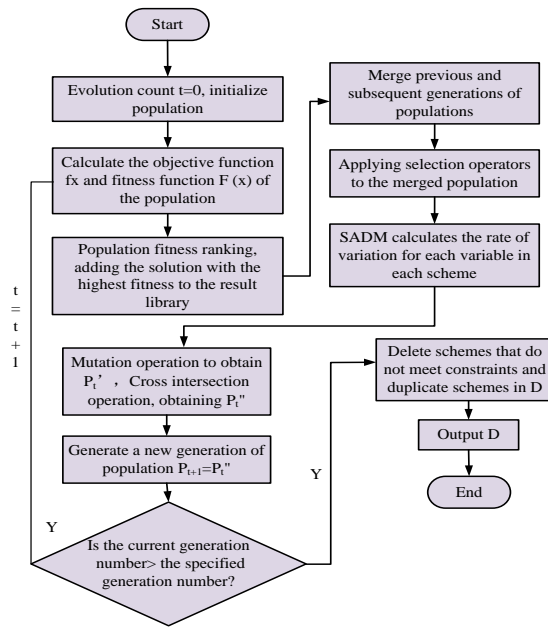 Start
Evolution count t=0, initialize
population
Calculate the objective function
fx and fitness function F (x) of
the population
Population fitness ranking,
adding the solution with the
highest fitness to the result
library
Merge previous and
subsequent generations of
populations
Applying selection operators
to the merged population
SADM calculates the rate of
variation for each variable in
each scheme
t
=
t
+
1
Mutation operation to obtain
Pt’ , Cross intersection
operation, obtaining Pt"
Generate a new generation of
population Pt+1=Pt"
Is the current generation
number> the specified
generation number?
Y
Y
Delete schemes that do
not meet constraints and
duplicate schemes in D
Output D
End